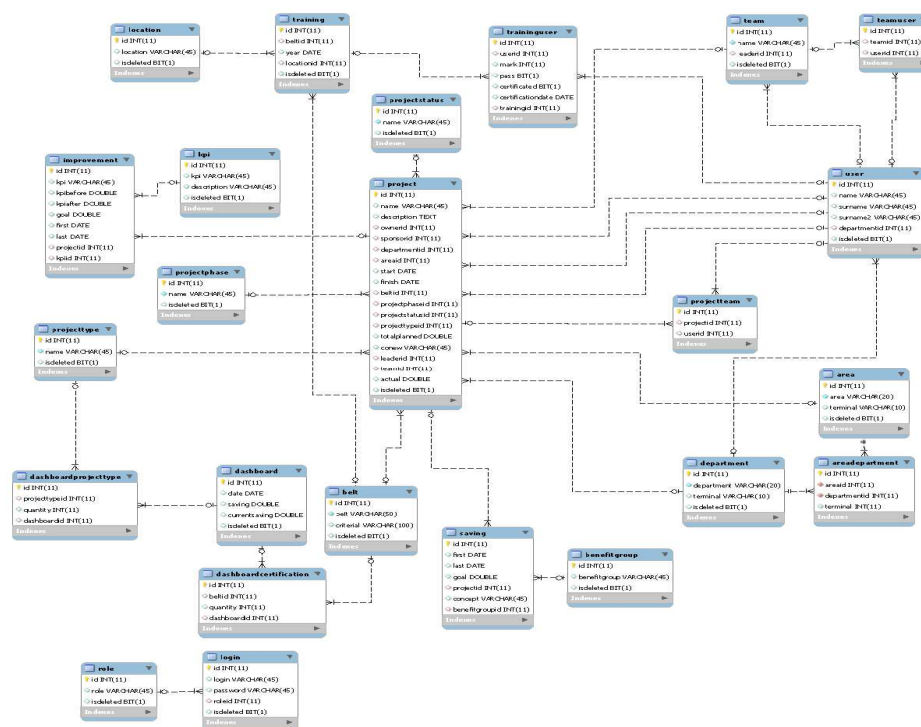 location
id INT(11)
location VARCHAR(45)
isdeleted BIT(1)
Indexes
training
id INT(11)
beltid INT(11)
year DATE
locationid INT(11)
isdeleted BIT(1)
Indexes
traininguser
id INT(11)
userid INT(11)
mark INT(11)
pass BIT(1)
certificated BIT(1)
certificationdate DATE
trainingid INT(11)
Indexes
team
id INT(11)
name VARCHAR(45)
leaderid INT(11)
isdeleted BIT(1)
Indexes
teamuser
id INT(11)
teamid INT(11)
userid INT(11)
Indexes
projectstatus
id INT(11)
name VARCHAR(45)
isdeleted BIT(1)
Indexes
improvement
id INT(11)
kpi VARCHAR(45)
kpibefore DOUBLE
kpiafter DOUBLE
goal DOUBLE
first DATE
last DATE
projectid INT(11)
kpiid INT(11)
Indexes
kpi
id INT(11)
kpi VARCHAR(45)
description VARCHAR(45)
isdeleted BIT(1)
Indexes
project
id INT(11)
name VARCHAR(45)
description TEXT
ownerid INT(11)
sponsorid INT(11)
departmentid INT(11)
areaid INT(11)
start DATE
finish DATE
beltid INT(11)
projectphaseid INT(11)
projectstatusid INT(11)
projecttypeid INT(11)
totalplanned DOUBLE
conew VARCHAR(45)
leaderid INT(11)
teamid INT(11)
actual DOUBLE
isdeleted BIT(1)
Indexes
user
id INT(11)
name VARCHAR(45)
surname VARCHAR(45)
surname2 VARCHAR(45)
departmentid INT(11)
isdeleted BIT(1)
Indexes
projectphase
id INT(11)
name VARCHAR(45)
isdeleted BIT(1)
Indexes
projectteam
id INT(11)
projectid INT(11)
userid INT(11)
Indexes
projecttype
id INT(11)
name VARCHAR(45)
isdeleted BIT(1)
Indexes
area
id INT(11)
area VARCHAR(20)
terminal VARCHAR(10)
isdeleted BIT(1)
Indexes
dashboardprojecttype
id INT(11)
projecttypeid INT(11)
quantity INT(11)
dashboardid INT(11)
Indexes
dashboard
id INT(11)
date DATE
saving DOUBLE
currentsaving DOUBLE
isdeleted BIT(1)
Indexes
belt
id INT(11)
belt VARCHAR(50)
criterial VARCHAR(100)
isdeleted BIT(1)
Indexes
department
id INT(11)
department VARCHAR(20)
terminal VARCHAR(10)
isdeleted BIT(1)
Indexes
areadepartment
id INT(11)
areaid INT(11)
departmentid INT(11)
terminal INT(11)
Indexes
saving
id INT(11)
first DATE
last DATE
goal DOUBLE
projectid INT(11)
concept VARCHAR(45)
benefitgroupid INT(11)
Indexes
benefitgroup
id INT(11)
benefitgroup VARCHAR(45)
isdeleted BIT(1)
Indexes
dashboardcertification
id INT(11)
beltid INT(11)
quantity INT(11)
dashboardid INT(11)
Indexes
role
id INT(11)
role VARCHAR(45)
isdeleted BIT(1)
Indexes
login
id INT(11)
login VARCHAR(45)
password VARCHAR(45)
roleid INT(11)
isdeleted BIT(1)
Indexes